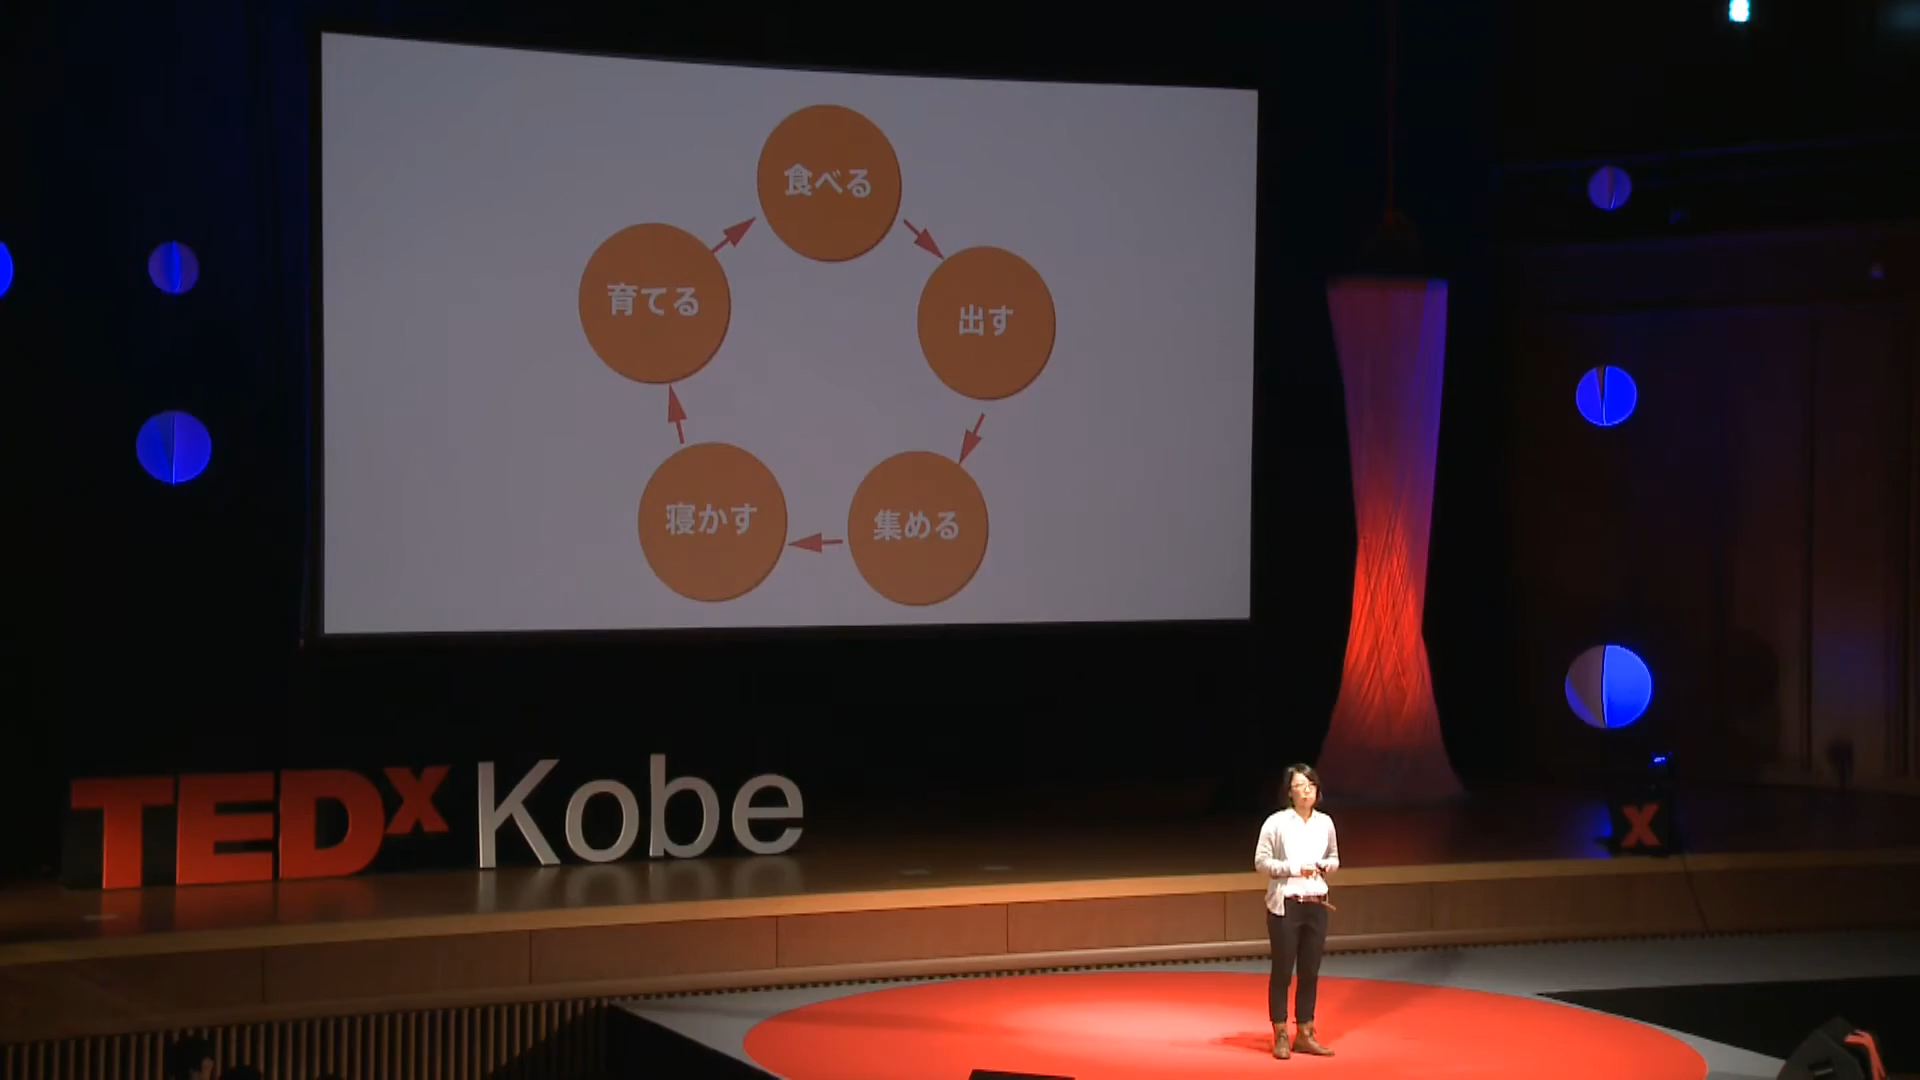 食べる
出す
集める
寝かす
育てる
TEDx Kobe
x